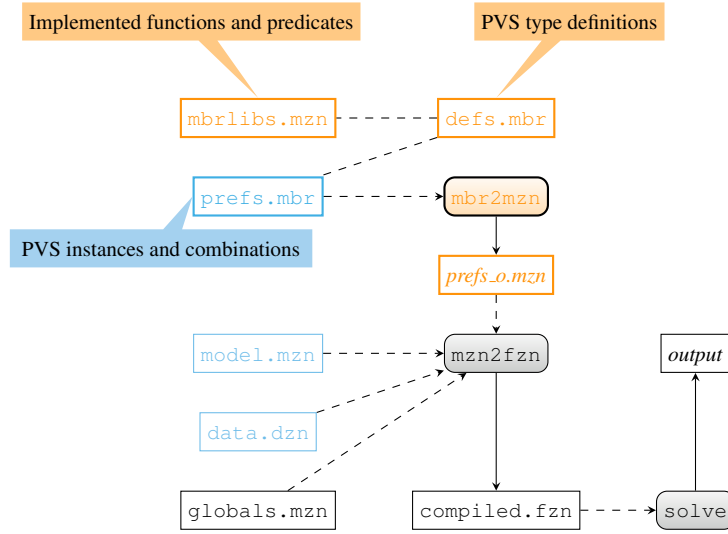 Implemented functions and predicates
PVS type definitions
mbrlibs.mzn
defs.mbr
prefs.mbr
mbr2mzn
PVS instances and combinations
prefs_o.mzn
model.mzn
mzn2fzn
output
data.dzn
globals.mzn
compiled.fzn
solve